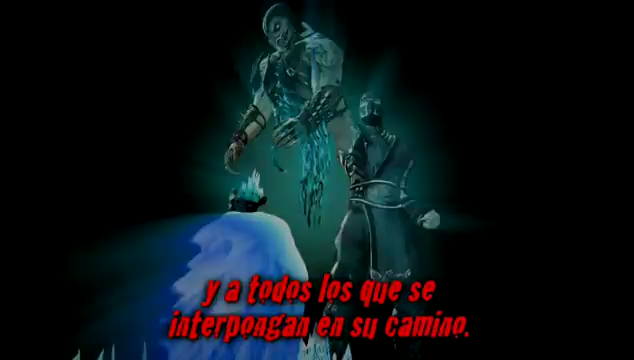 y a todos los que se
interpongan en su camino.